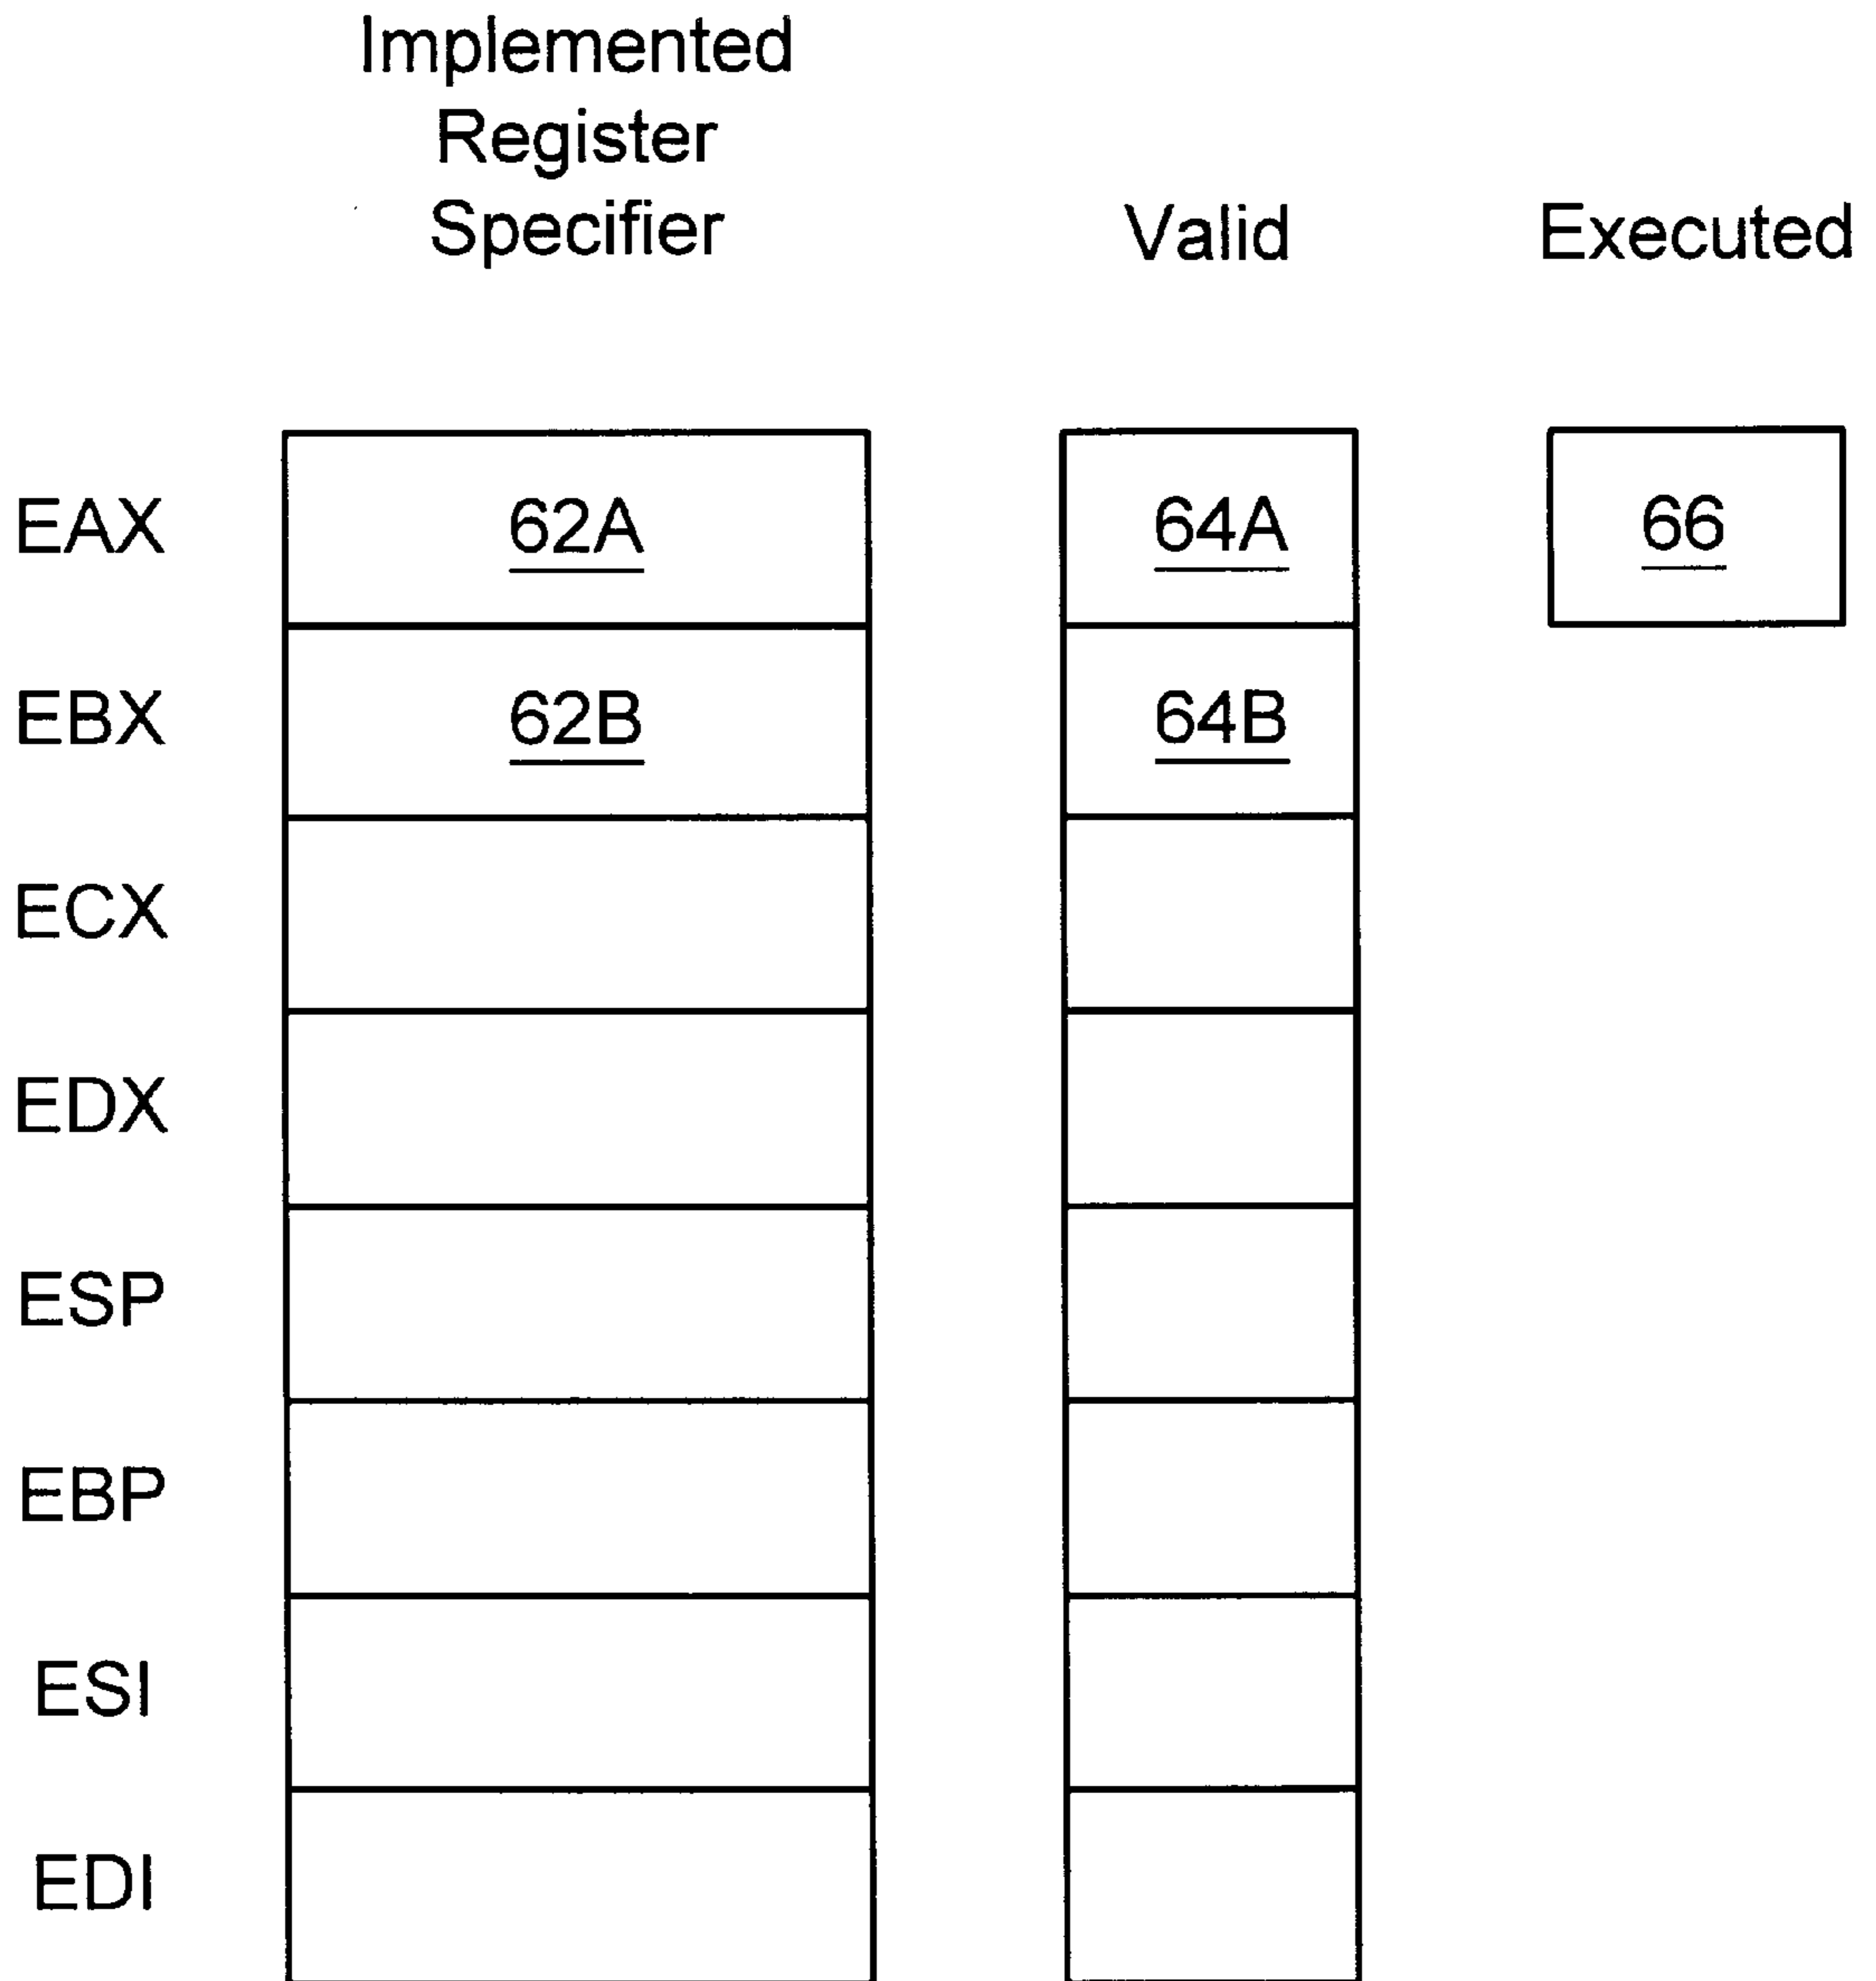 Implemented
Register
Specifier
Valid
Executed
EAX
62A
64A
66
EBX
62B
64B
ECX
EDX
ESP
EBP
ESI
EDI